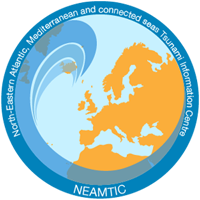 North-Eastern Atlantic, Mediterranean and connected seas Tsunami Information Centre
NEAMTIC